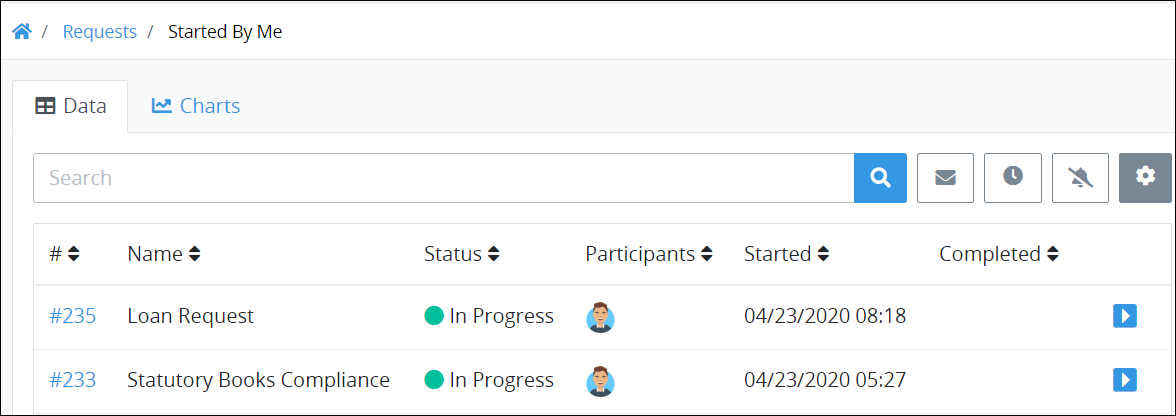 / Requests / Started By Me
Data Charts
Search
# Name Status Participants Started Completed
#235 Loan Request In Progress 04/23/2020 08:18
#233 Statutory Books Compliance In Progress 04/23/2020 05:27